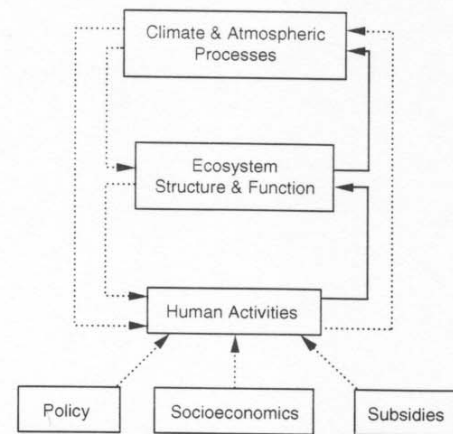 Climate & Atmospheric
Processes
Ecosystem
Structure & Function
Human Activities
Policy
Socioeconomics
Subsidies